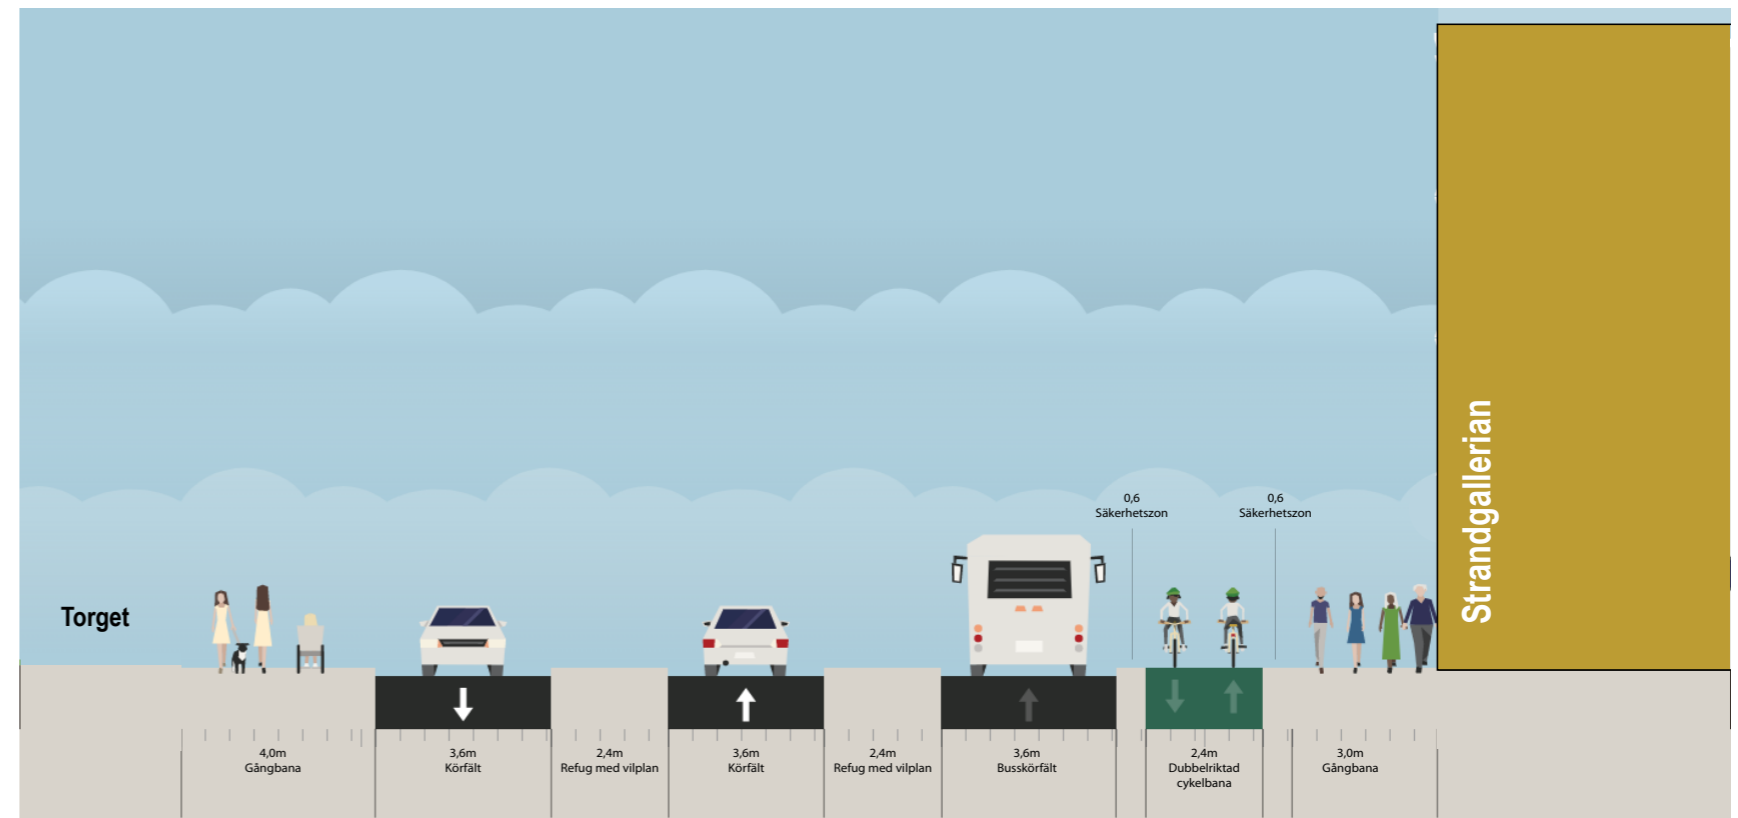 0,6
Säkerhetszon
0,6
Säkerhetszon
Torget
Strandgallerian
4,0m
Gångbana
3,6m
Körfält
2,4m
Refug med vilplan
3,6m
Körfält
2,4m
Refug med vilplan
3,6m
Busskörfält
2,4m
Dubbelriktad
cykelbana
3,0m
Gångbana